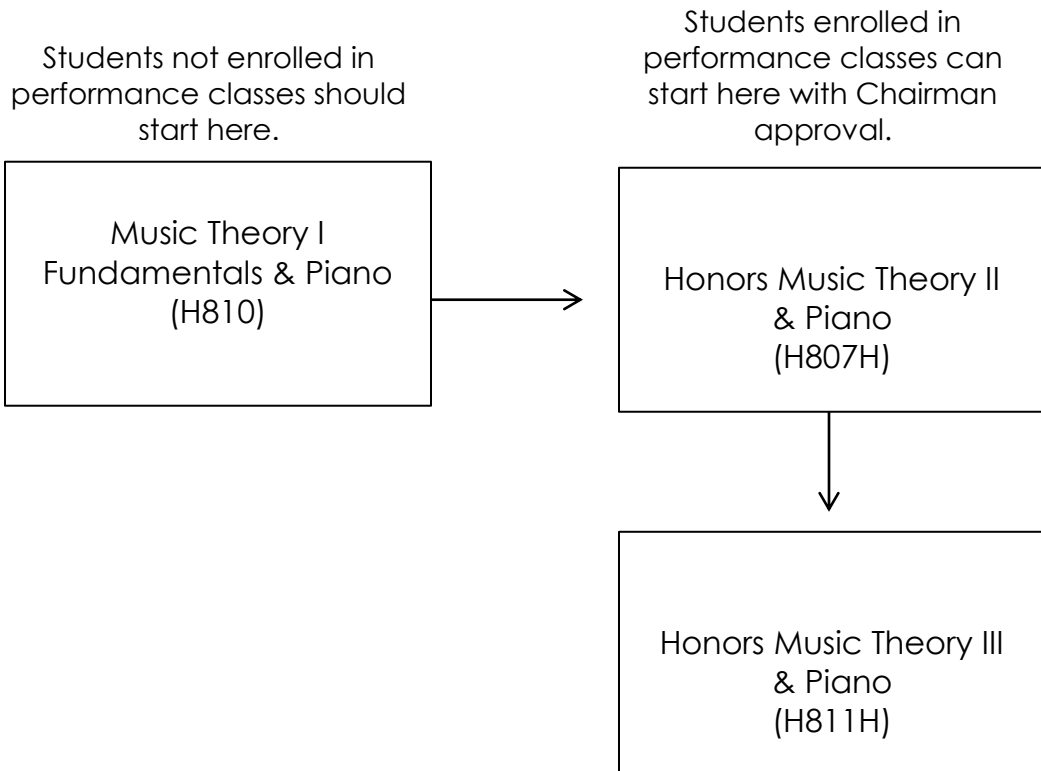 Students not enrolled in
performance classes should
start here.
Students enrolled in
performance classes can
start here with Chairman
approval.
Music Theory I
Fundamentals & Piano
(H810)
Honors Music Theory II
& Piano
(H807H)
Honors Music Theory III
& Piano
(H811H)